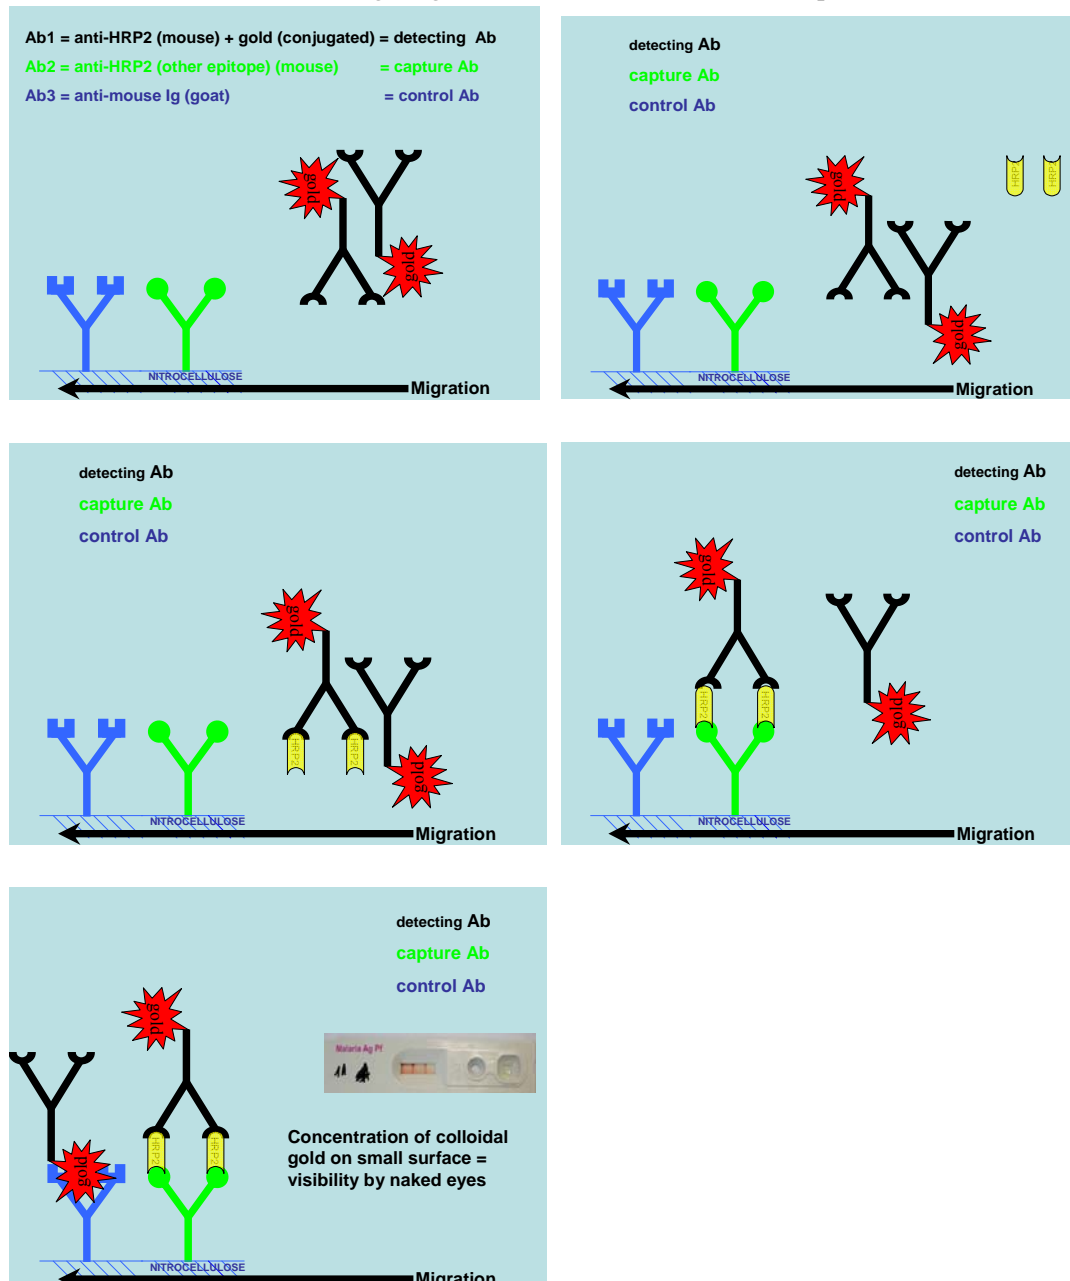 Ab1 = anti-HRP2 (mouse) + gold (conjugated) = detecting Ab
Ab2 = anti-HRP2 (other epitope) (mouse) = capture Ab
Ab3 = anti-mouse Ig (goat) = control Ab
gold
gold
NITROCELLULOSE
Migration
detecting Ab
capture Ab
control Ab
HRP2
HRP2
gold
gold
NITROCELLULOSE
Migration
detecting Ab
capture Ab
control Ab
gold
HRP2
HRP2
gold
NITROCELLULOSE
Migration
detecting Ab
capture Ab
control Ab
gold
HRP2
HRP2
gold
NITROCELLULOSE
Migration
detecting Ab
capture Ab
control Ab
gold
Malaria Ag Pf
HRP2
HRP2
Concentration of colloidal
gold on small surface =
visibility by naked eyes
gold
NITROCELLULOSE
Migration